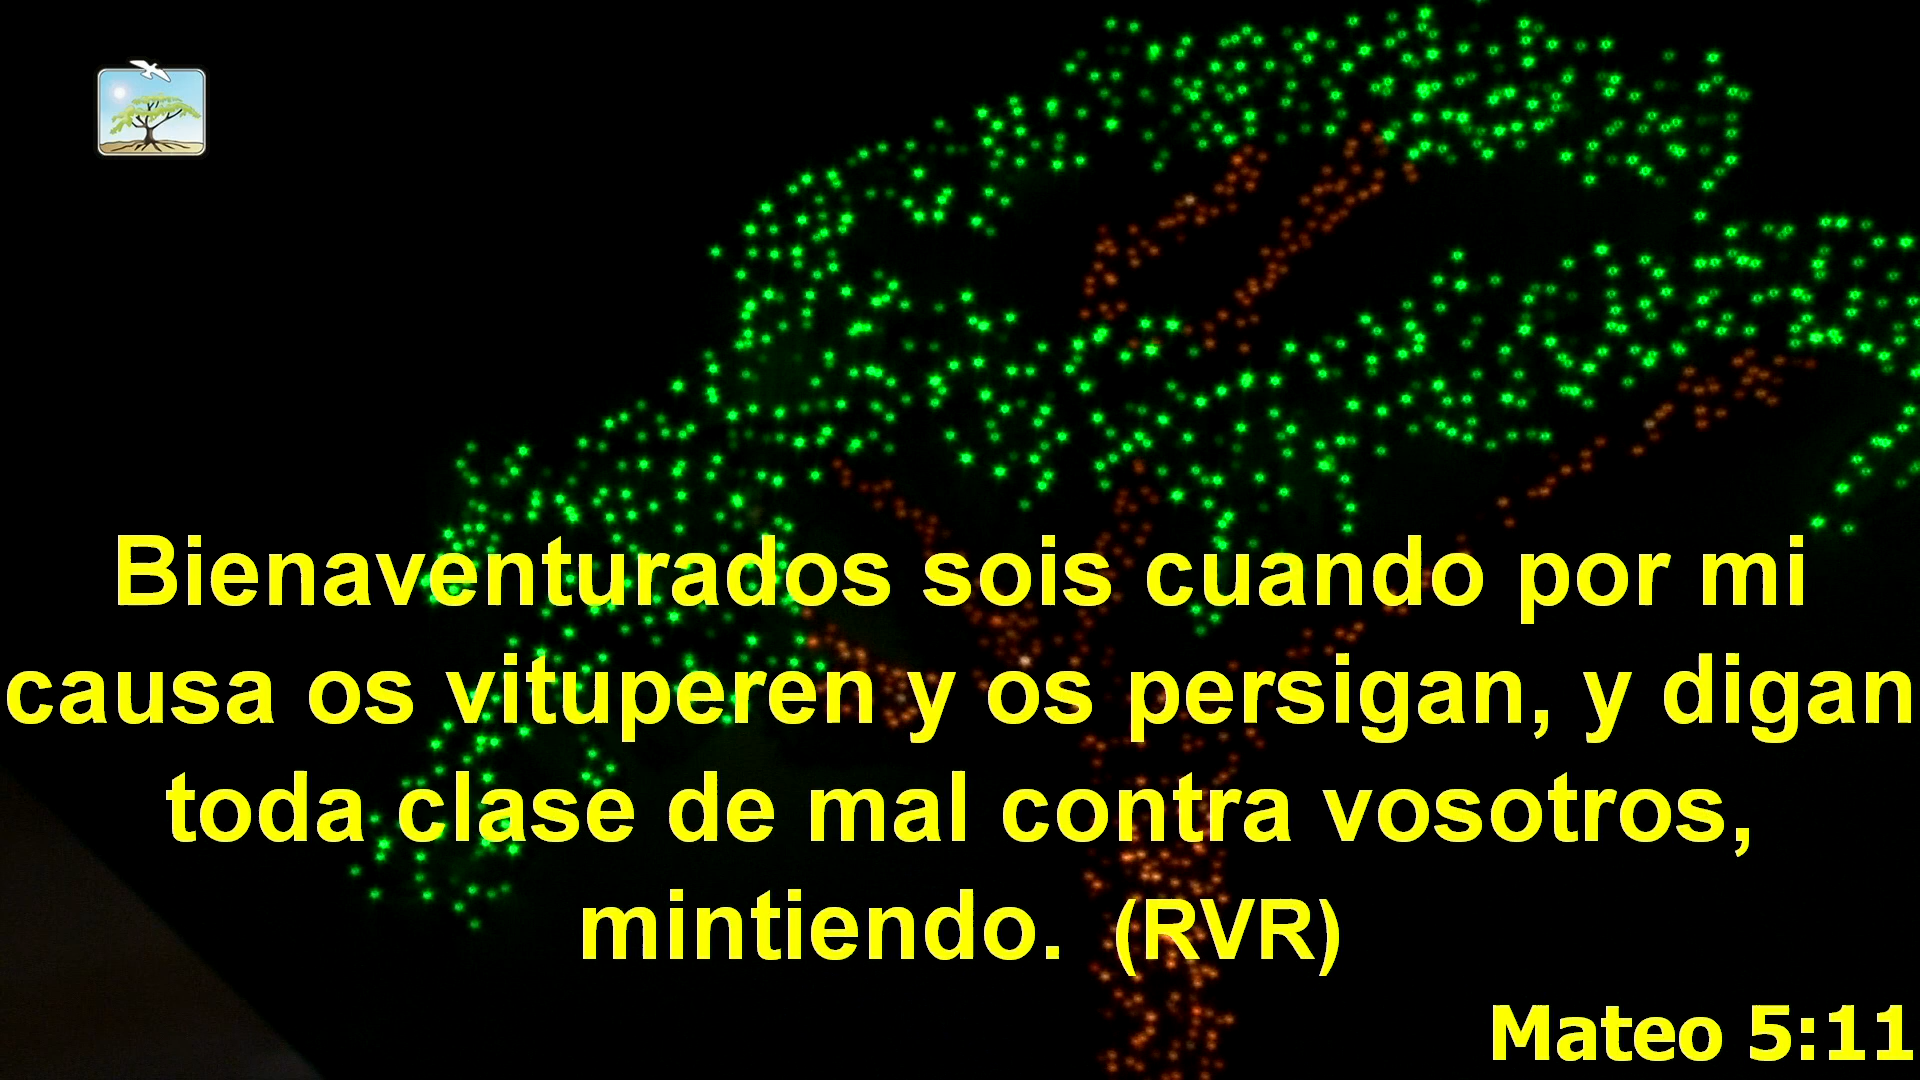 Bienaventurados sois cuando por mi
causa os vituperen y os persigan, y digan
toda clase de mal contra vosotros,
mintiendo.  (RVR)
Mateo 5:11